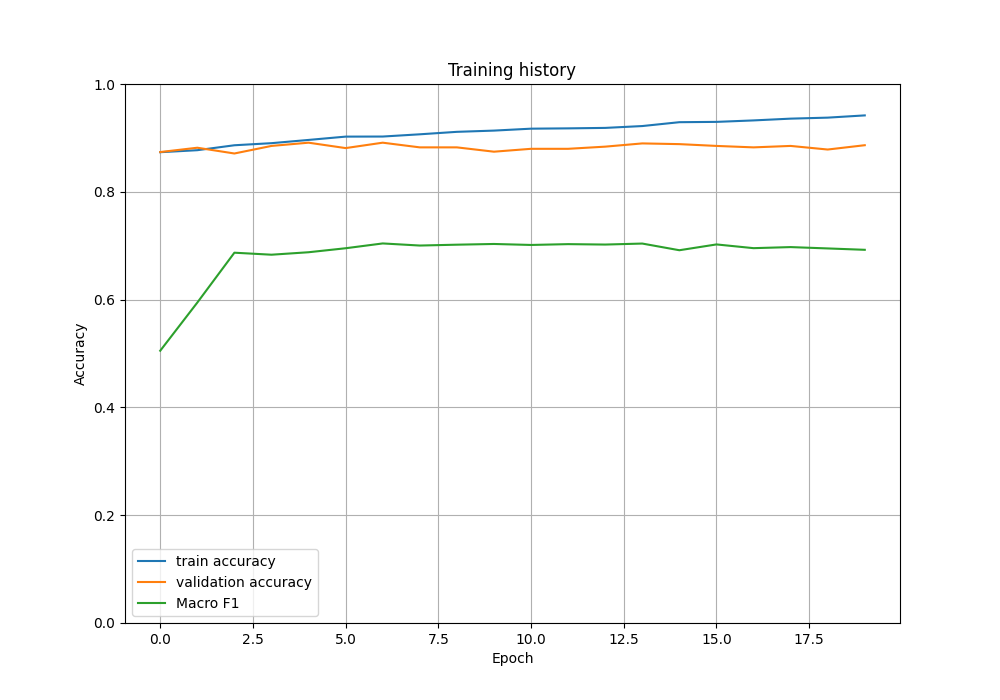 Training history
1.0
0.8
0.6
0.4
0.2
0.0
Accuracy
train accuracy
validation accuracy
Macro F1
0.0 2.5 5.0 7.5 10.0 12.5 15.0 17.5
Epoch